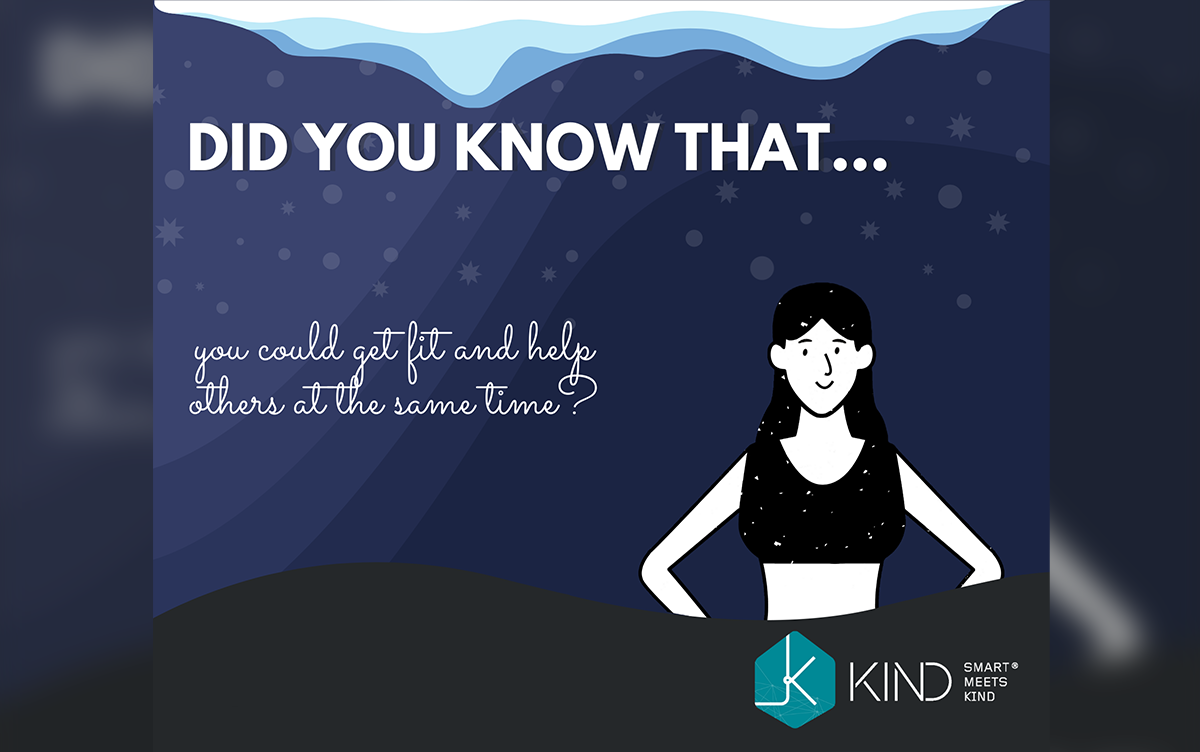 DID YOU KNOW THAT...
you could get fit and help
others at the same time?
KIND
SMART®
MEETS
KIND